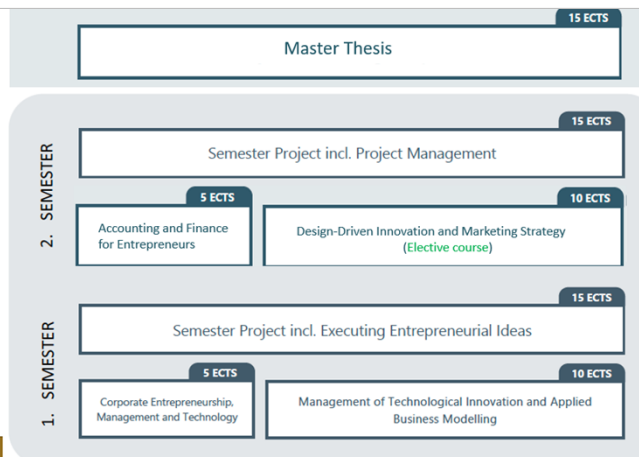 15 ECTS
Master Thesis
2. SEMESTER
15 ECTS
Semester Project incl. Project Management
5 ECTS
Accounting and Finance
for Entrepreneurs
10 ECTS
Design-Driven Innovation and Marketing Strategy
(Elective course)
1. SEMESTER
15 ECTS
Semester Project incl. Executing Entrepreneurial Ideas
5 ECTS
Corporate Entrepreneurship,
Management and Technology
10 ECTS
Management of Technological Innovation and Applied
Business Modelling